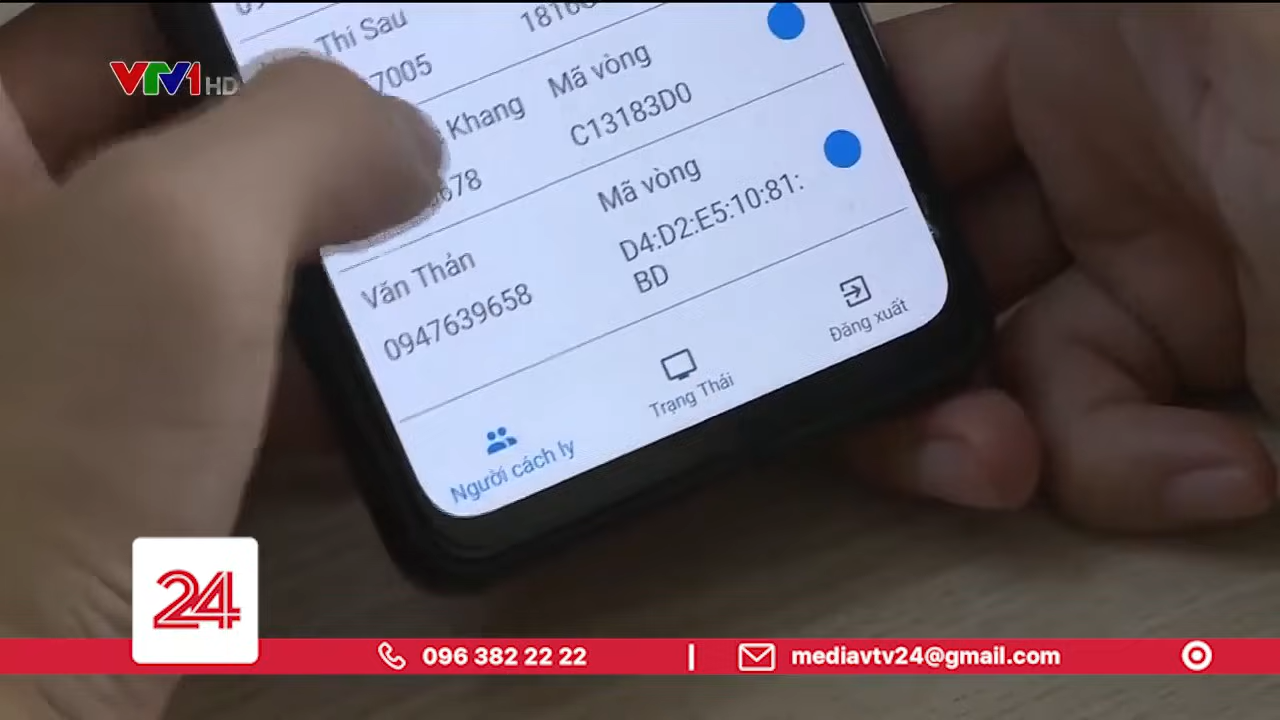 VTV1 HD
Thí Sau
7005
Khang
Mã vòng
C13183D0
678
Văn Thản
0947639658
Mã vòng
D4:D2:E5:10:81:
BD
Người cách ly
Trạng Thái
Đăng xuất
24
096 382 22 22 | mediavtv24@gmail.com